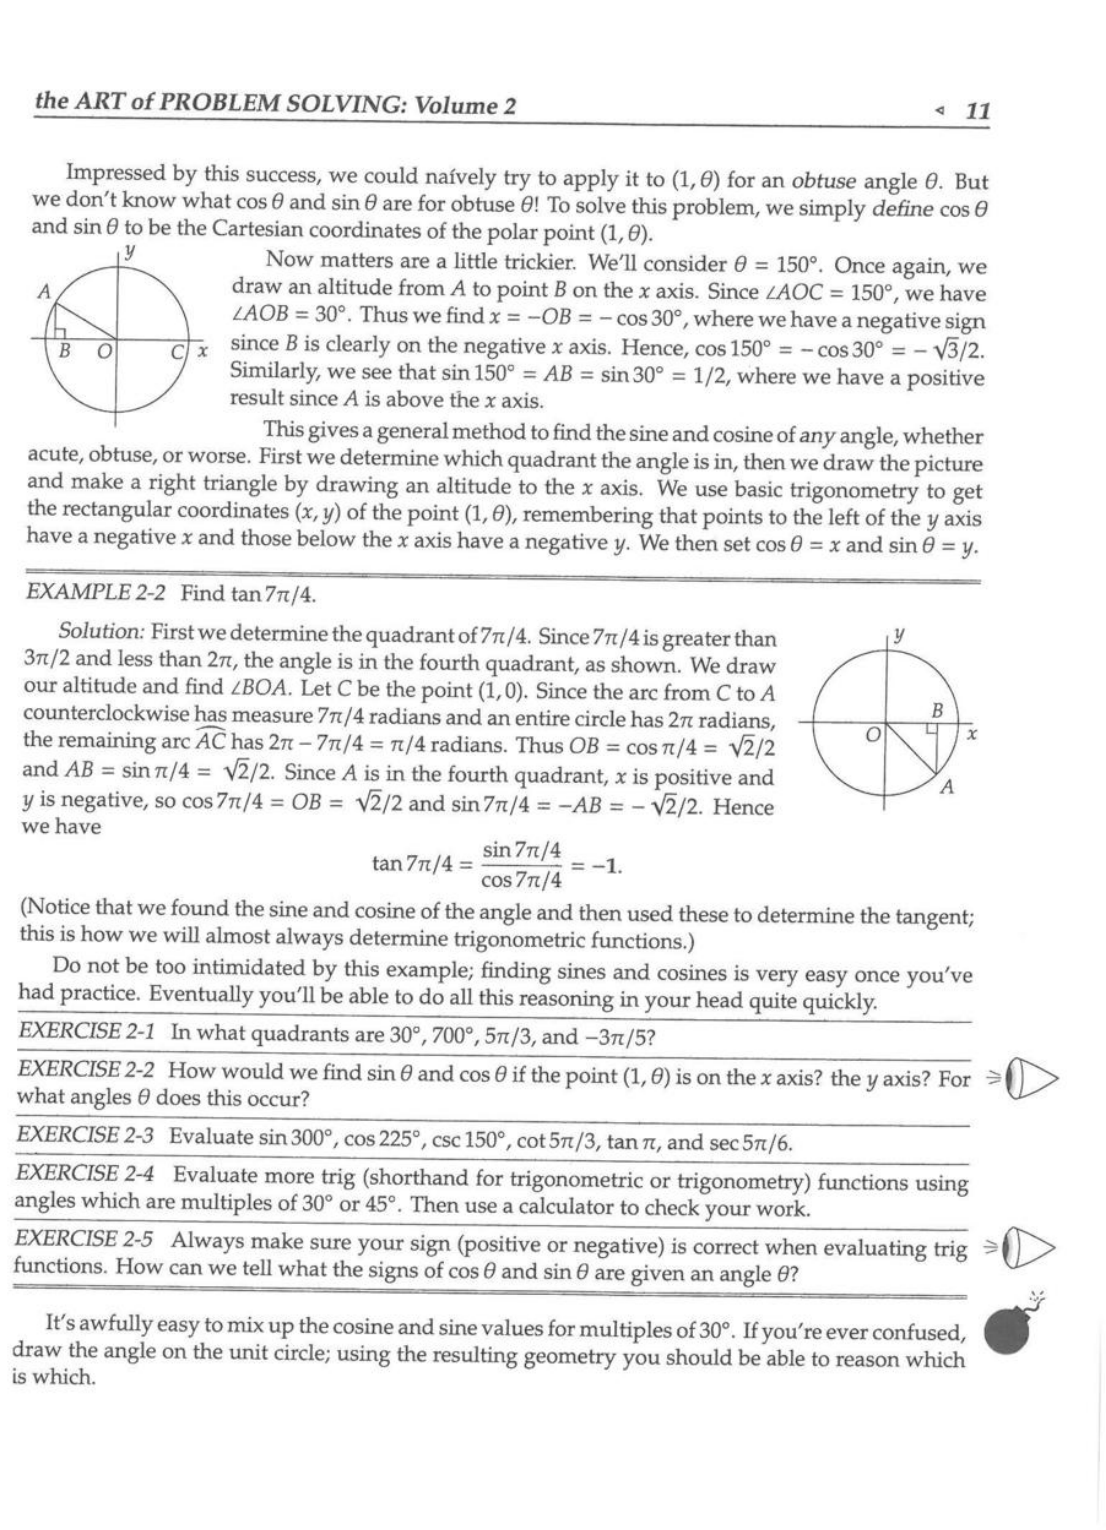 the ART of PROBLEM SOLVING: Volume 2 ◃ 11
Impressed by this success, we could naívely try to apply it to (1, θ) for an obtuse angle θ. But
we don't know what cos θ and sin θ are for obtuse θ! To solve this problem, we simply define cos θ
and sin θ to be the Cartesian coordinates of the polar point (1, θ).
y
A
B O C x
Now matters are a little trickier. We'll consider θ = 150°. Once again, we
draw an altitude from A to point B on the x axis. Since ∠AOC = 150°, we have
∠AOB = 30°. Thus we find x = −OB = − cos 30°, where we have a negative sign
since B is clearly on the negative x axis. Hence, cos 150° = − cos 30° = − √3/2.
Similarly, we see that sin 150° = AB = sin 30° = 1/2, where we have a positive
result since A is above the x axis.
This gives a general method to find the sine and cosine of any angle, whether
acute, obtuse, or worse. First we determine which quadrant the angle is in, then we draw the picture
and make a right triangle by drawing an altitude to the x axis. We use basic trigonometry to get
the rectangular coordinates (x, y) of the point (1, θ), remembering that points to the left of the y axis
have a negative x and those below the x axis have a negative y. We then set cos θ = x and sin θ = y.
EXAMPLE 2-2 Find tan 7π/4.
Solution: First we determine the quadrant of 7π/4. Since 7π/4 is greater than
3π/2 and less than 2π, the angle is in the fourth quadrant, as shown. We draw
our altitude and find ∠BOA. Let C be the point (1, 0). Since the arc from C to A
counterclockwise has measure 7π/4 radians and an entire circle has 2π radians,
the remaining arc AC has 2π − 7π/4 = π/4 radians. Thus OB = cos π/4 = √2/2
and AB = sin π/4 = √2/2. Since A is in the fourth quadrant, x is positive and
y is negative, so cos 7π/4 = OB = √2/2 and sin 7π/4 = −AB = − √2/2. Hence
we have
y
B
O x
A
tan 7π/4 = sin 7π/4 / cos 7π/4 = −1.
(Notice that we found the sine and cosine of the angle and then used these to determine the tangent;
this is how we will almost always determine trigonometric functions.)
Do not be too intimidated by this example; finding sines and cosines is very easy once you've
had practice. Eventually you'll be able to do all this reasoning in your head quite quickly.
EXERCISE 2-1 In what quadrants are 30°, 700°, 5π/3, and −3π/5?
EXERCISE 2-2 How would we find sin θ and cos θ if the point (1, θ) is on the x axis? the y axis? For
what angles θ does this occur?
EXERCISE 2-3 Evaluate sin 300°, cos 225°, csc 150°, cot 5π/3, tan π, and sec 5π/6.
EXERCISE 2-4 Evaluate more trig (shorthand for trigonometric or trigonometry) functions using
angles which are multiples of 30° or 45°. Then use a calculator to check your work.
EXERCISE 2-5 Always make sure your sign (positive or negative) is correct when evaluating trig
functions. How can we tell what the signs of cos θ and sin θ are given an angle θ?
It's awfully easy to mix up the cosine and sine values for multiples of 30°. If you're ever confused,
draw the angle on the unit circle; using the resulting geometry you should be able to reason which
is which.